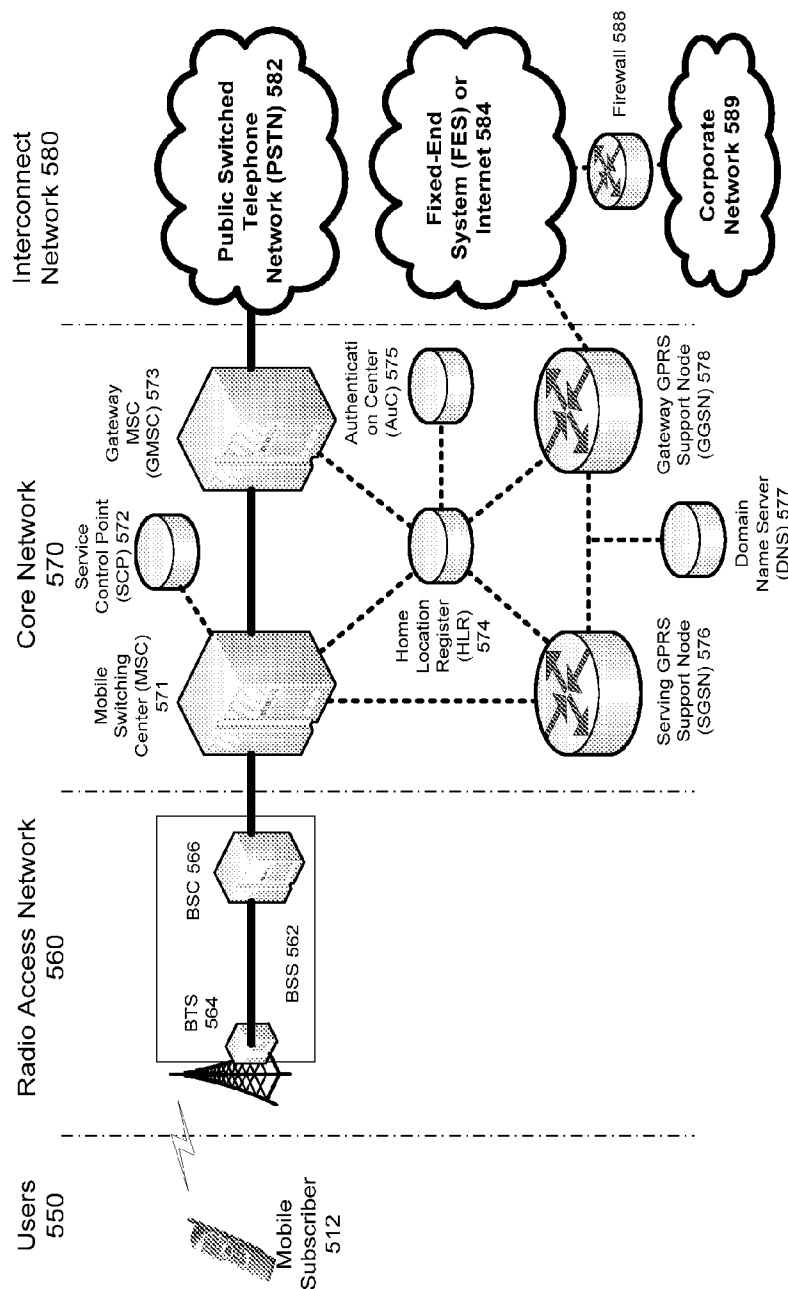 Users
550
Radio Access Network
560
Core Network
570
Interconnect
Network 580
Mobile
Subscriber
512
BTS
564
BSC 566
BSS 562
Mobile
Switching
Center (MSC)
571
Service
Control Point
(SCP) 572
Gateway
MSC
(GMSC) 573
Public Switched
Telephone
Network (PSTN) 582
Home
Location
Register
(HLR)
574
Authenticati
on Center
(AuC) 575
Fixed-End
System (FES) or
Internet 584
Serving GPRS
Support Node
(SGSN) 576
Domain
Name Server
(DNS) 577
Gateway GPRS
Support Node
(GGSN) 578
Firewall 588
Corporate
Network 589